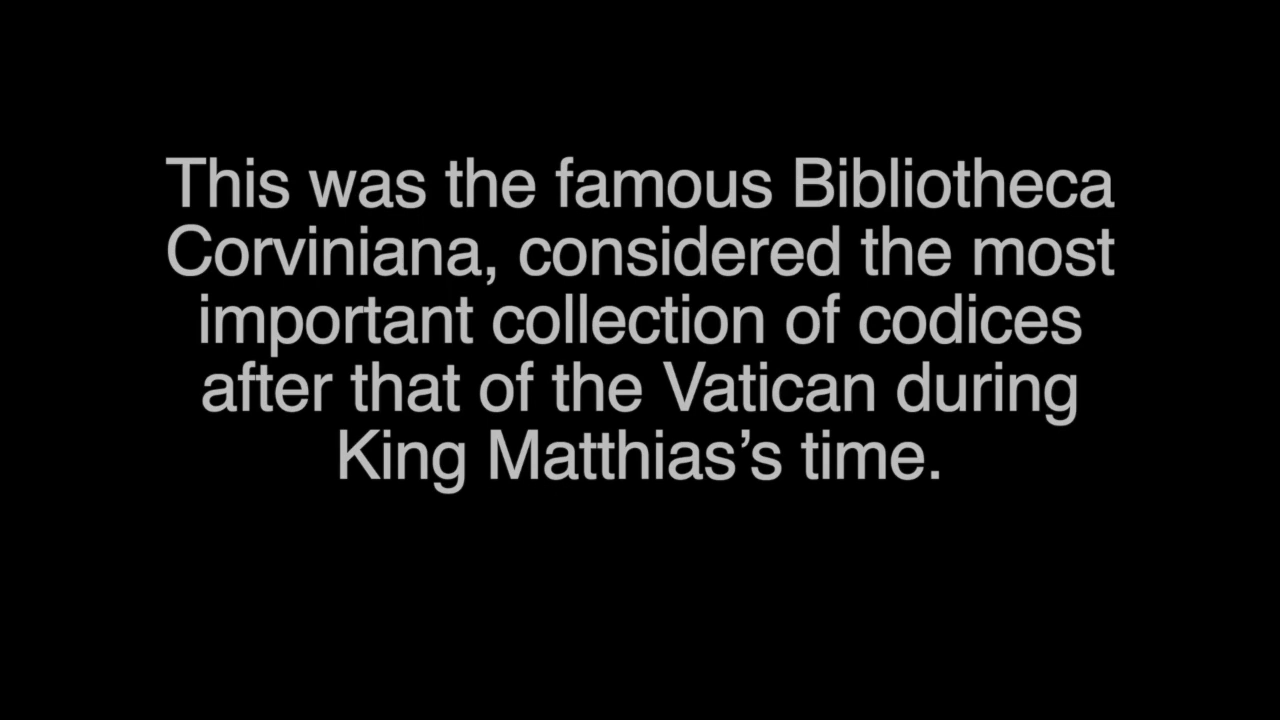 This was the famous Bibliotheca
Corviniana, considered the most
important collection of codices
after that of the Vatican during
King Matthias’s time.